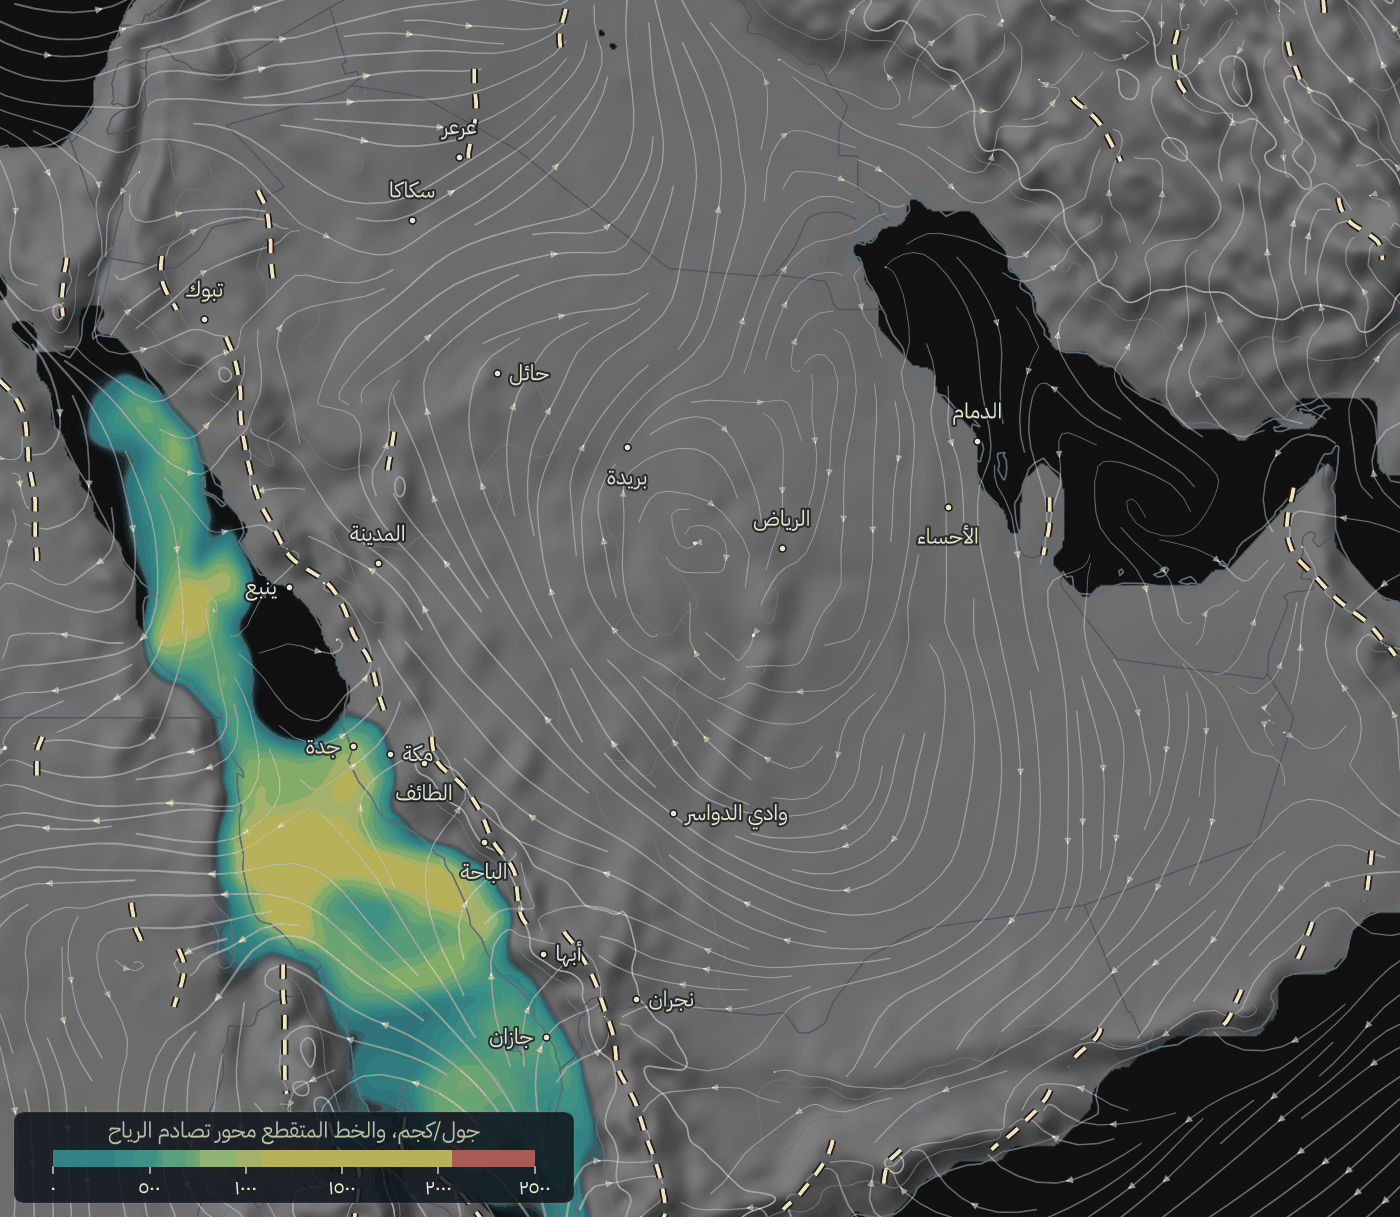 عرعر
سكاكا
تبوك
حائل
الدمام
بريدة
الرياض
الأحساء
المدينة
ينبع
جدة
مكة
الطائف
وادي الدواسر
الباحة
أبها
نجران
جازان
جول/كجم، والخط المتقطع محور تصادم الرياح
٠ ٥٠٠ ١٠٠٠ ١٥٠٠ ٢٠٠٠ ٢٥٠٠